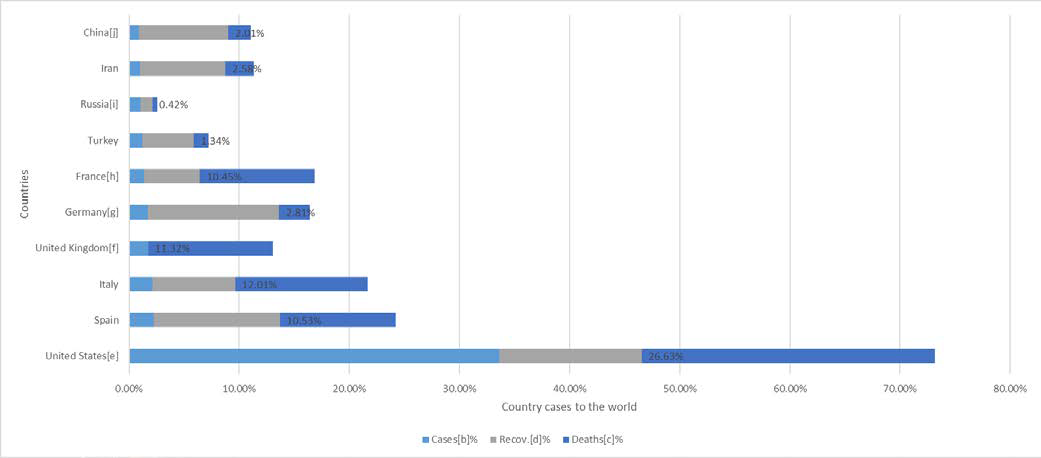 China[j]
2.01%
Iran
2.58%
Russia[i]
0.42%
Turkey
1.34%
France[h]
10.45%
Germany[g]
2.81%
United Kingdom[f]
11.32%
Italy
12.01%
Spain
10.53%
United States[e]
26.63%
Countries
0.00% 10.00% 20.00% 30.00% 40.00% 50.00% 60.00% 70.00% 80.00%
Country cases to the world
Cases[b]% Recov.[d]% Deaths[c]%